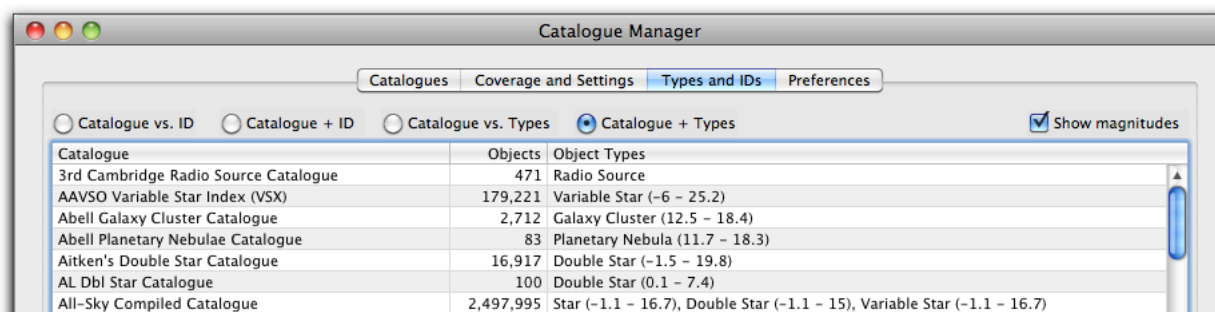 Catalogue Manager
Catalogues Coverage and Settings Types and IDs Preferences
Catalogue vs. ID Catalogue + ID Catalogue vs. Types Catalogue + Types Show magnitudes
Catalogue Objects Object Types
3rd Cambridge Radio Source Catalogue 471 Radio Source
AAVSO Variable Star Index (VSX) 179,221 Variable Star (-6 - 25.2)
Abell Galaxy Cluster Catalogue 2,712 Galaxy Cluster (12.5 - 18.4)
Abell Planetary Nebulae Catalogue 83 Planetary Nebula (11.7 - 18.3)
Aitken's Double Star Catalogue 16,917 Double Star (-1.5 - 19.8)
AL Dbl Star Catalogue 100 Double Star (0.1 - 7.4)
All-Sky Compiled Catalogue 2,497,995 Star (-1.1 - 16.7), Double Star (-1.1 - 15), Variable Star (-1.1 - 16.7)